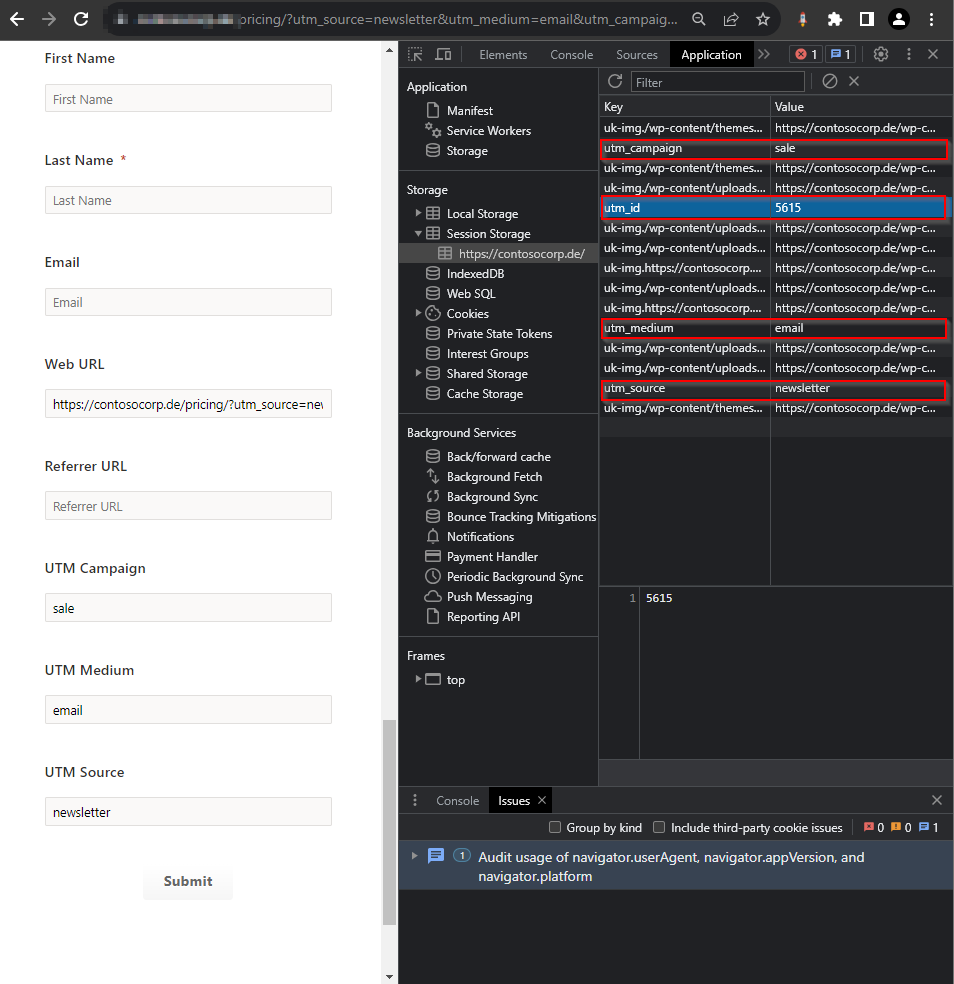 pricing/?utm_source=newsletter&utm_medium=email&utm_campaig...
First Name
First Name
Last Name *
Last Name
Email
Email
Web URL
https://contosocorp.de/pricing/?utm_source=nev
Referrer URL
Referrer URL
UTM Campaign
sale
UTM Medium
email
UTM Source
newsletter
Submit
Elements Console Sources Application 1 1
Application
Manifest
Service Workers
Storage
Storage
Local Storage
Session Storage
https://contosocorp.de/
IndexedDB
Web SQL
Cookies
Private State Tokens
Interest Groups
Shared Storage
Cache Storage
Background Services
Back/forward cache
Background Fetch
Background Sync
Bounce Tracking Mitigations
Notifications
Payment Handler
Periodic Background Sync
Push Messaging
Reporting API
Frames
top
Filter
Key Value
uk-img./wp-content/themes... https://contosocorp.de/wp-c...
utm_campaign sale
uk-img./wp-content/themes... https://contosocorp.de/wp-c...
uk-img./wp-content/uploads... https://contosocorp.de/wp-c...
utm_id 5615
uk-img./wp-content/uploads... https://contosocorp.de/wp-c...
uk-img./wp-content/uploads... https://contosocorp.de/wp-c...
uk-img.https://contosocorp.... https://contosocorp.de/wp-c...
uk-img./wp-content/uploads... https://contosocorp.de/wp-c...
uk-img.https://contosocorp.... https://contosocorp.de/wp-c...
utm_medium email
uk-img./wp-content/uploads... https://contosocorp.de/wp-c...
uk-img./wp-content/uploads... https://contosocorp.de/wp-c...
utm_source newsletter
uk-img./wp-content/themes... https://contosocorp.de/wp-c...
1 5615
Console Issues
Group by kind Include third-party cookie issues 0 0 1
1 Audit usage of navigator.userAgent, navigator.appVersion, and
navigator.platform